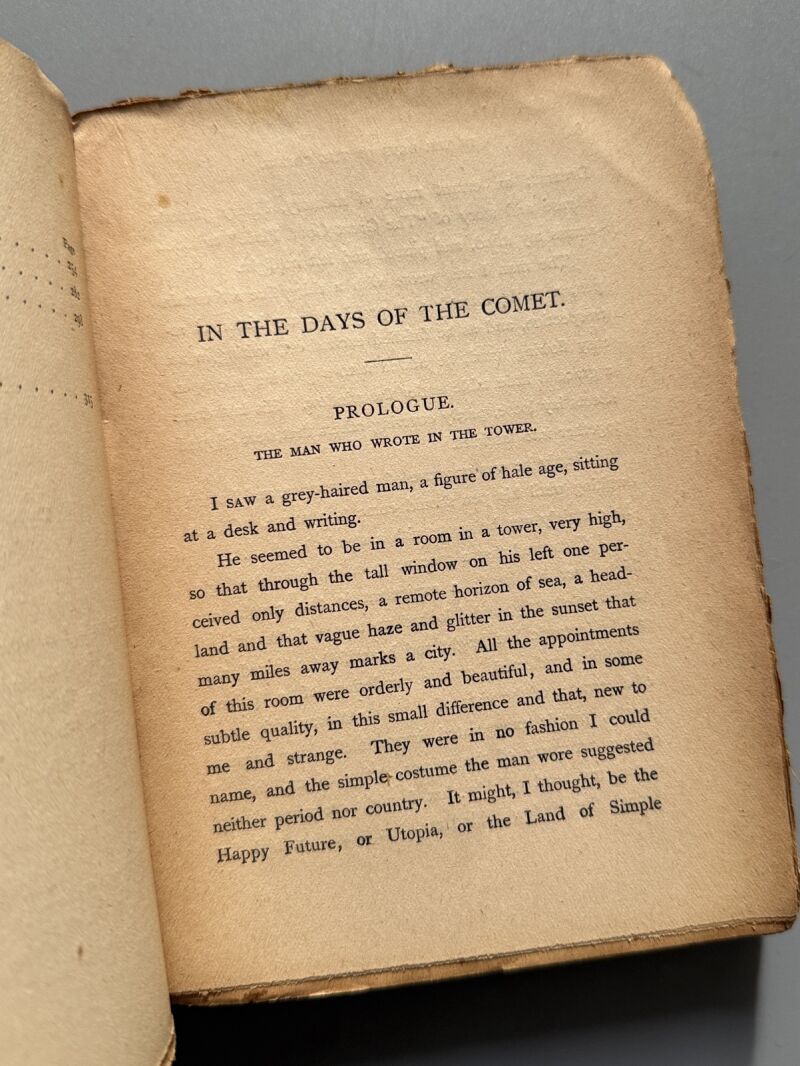 Page
254
282
298
315
IN THE DAYS OF THE COMET.
PROLOGUE.
THE MAN WHO WROTE IN THE TOWER.
I SAW a grey-haired man, a figure of hale age, sitting
at a desk and writing.
He seemed to be in a room in a tower, very high,
so that through the tall window on his left one per-
ceived only distances, a remote horizon of sea, a head-
land and that vague haze and glitter in the sunset that
many miles away marks a city. All the appointments
of this room were orderly and beautiful, and in some
subtle quality, in this small difference and that, new to
me and strange. They were in no fashion I could
name, and the simple costume the man wore suggested
neither period nor country. It might, I thought, be the
Happy Future, or Utopia, or the Land of Simple